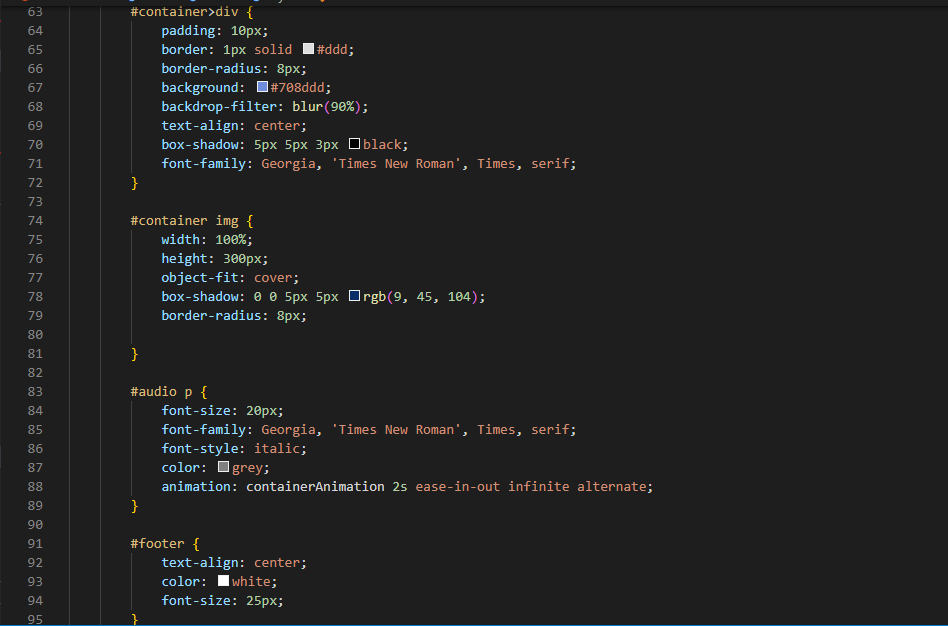 63 #container>div {
64 padding: 10px;
65 border: 1px solid #ddd;
66 border-radius: 8px;
67 background: #708ddd;
68 backdrop-filter: blur(90%);
69 text-align: center;
70 box-shadow: 5px 5px 3px black;
71 font-family: Georgia, 'Times New Roman', Times, serif;
72 }
73
74 #container img {
75 width: 100%;
76 height: 300px;
77 object-fit: cover;
78 box-shadow: 0 0 5px 5px rgb(9, 45, 104);
79 border-radius: 8px;
80
81 }
82
83 #audio p {
84 font-size: 20px;
85 font-family: Georgia, 'Times New Roman', Times, serif;
86 font-style: italic;
87 color: grey;
88 animation: containerAnimation 2s ease-in-out infinite alternate;
89 }
90
91 #footer {
92 text-align: center;
93 color: white;
94 font-size: 25px;
95 }